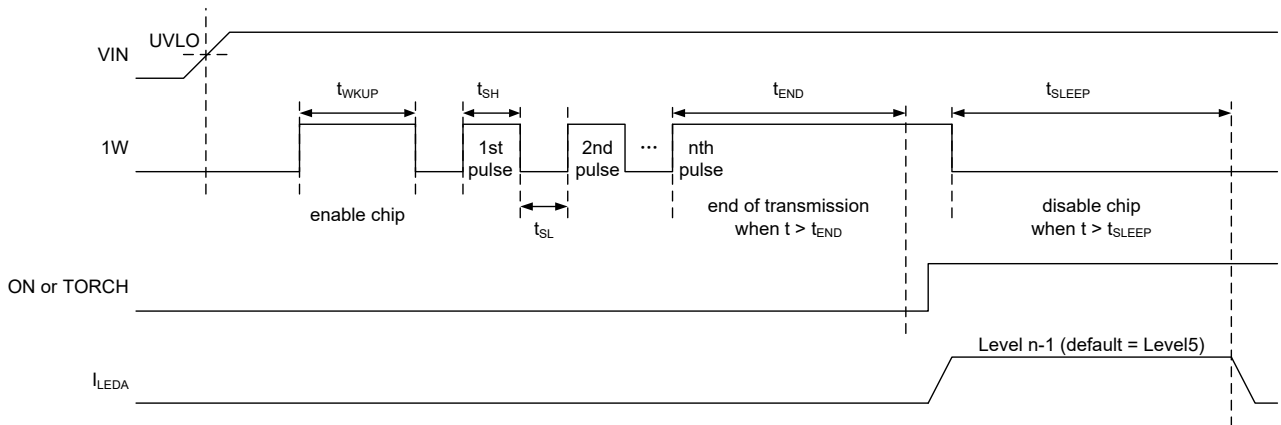 UVLO
VIN
tWKUP
tSH
tEND
tSLEEP
1W
1st
pulse
2nd
pulse
...
nth
pulse
enable chip
tSL
end of transmission
when t > tEND
disable chip
when t > tSLEEP
ON or TORCH
Level n-1 (default = Level5)
ILEDA